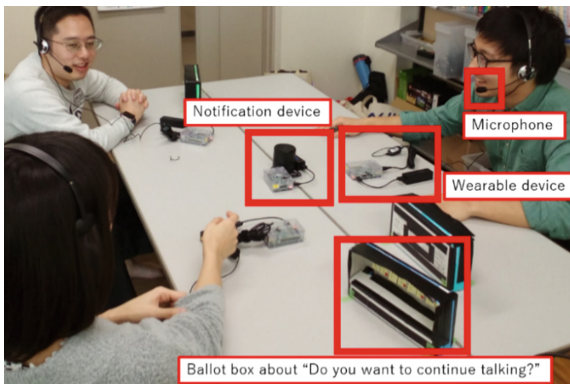 Notification device
Microphone
Wearable device
Ballot box about “Do you want to continue talking?”